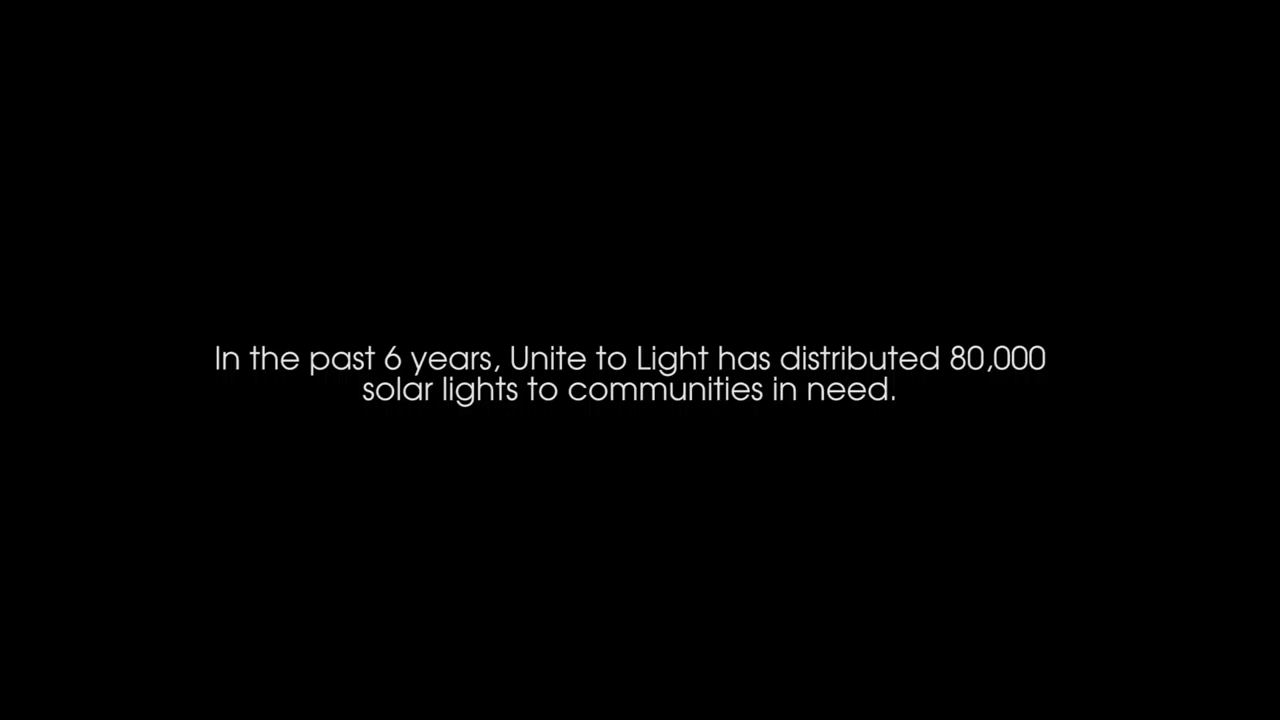 In the past 6 years, Unite to Light has distributed 80,000
solar lights to communities in need.